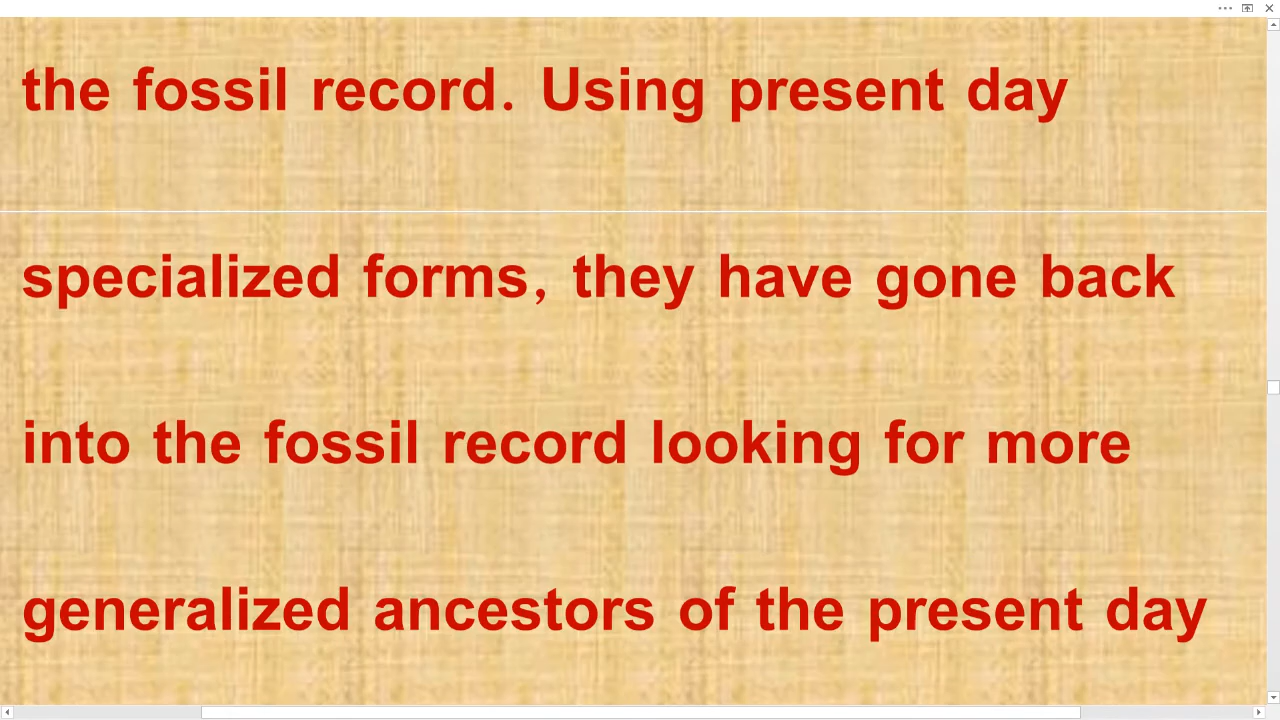 the fossil record. Using present day
specialized forms, they have gone back
into the fossil record looking for more
generalized ancestors of the present day